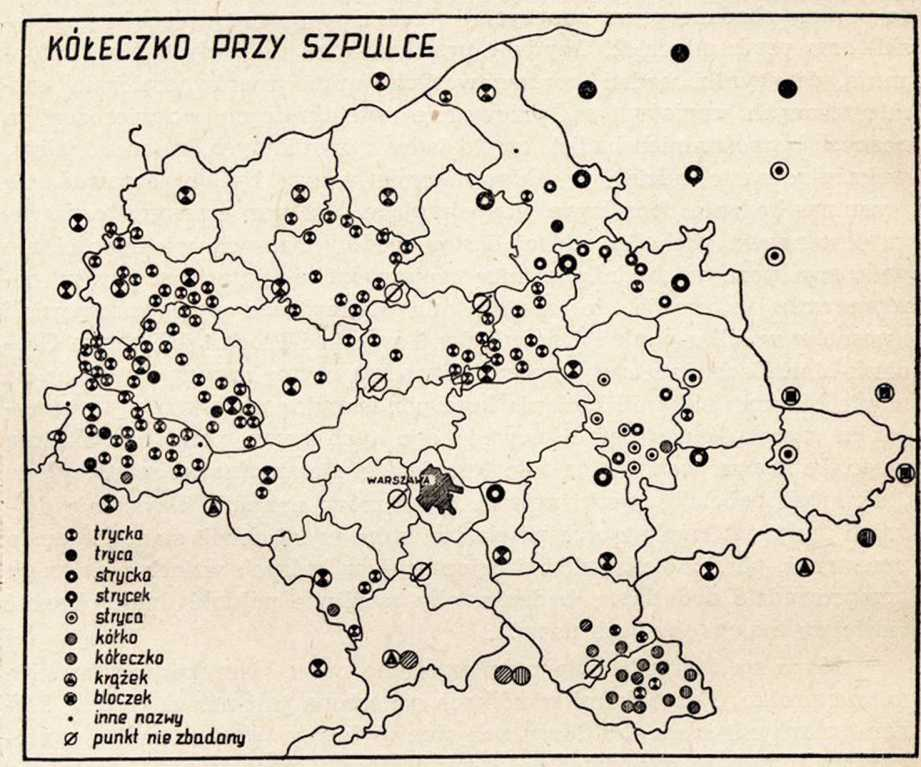 KÓŁECZKO PRZY SZPULCE
WARSZAWA
trycka
tryca
strycka
strycek
stryca
kółko
kółeczko
krążek
bloczek
inne nazwy
punkt nie zbadany